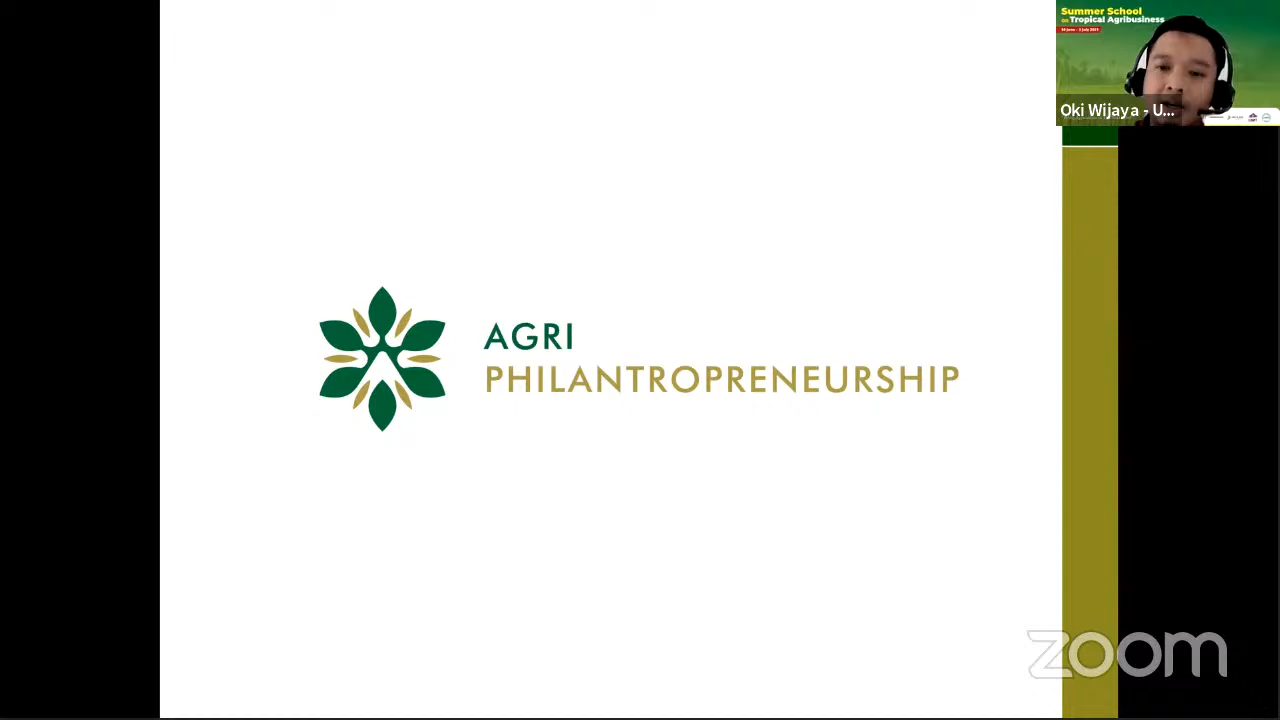 Summer School
on Tropical Agribusiness
Oki Wijaya - U...
AGRI
PHILANTROPRENEURSHIP
zoom